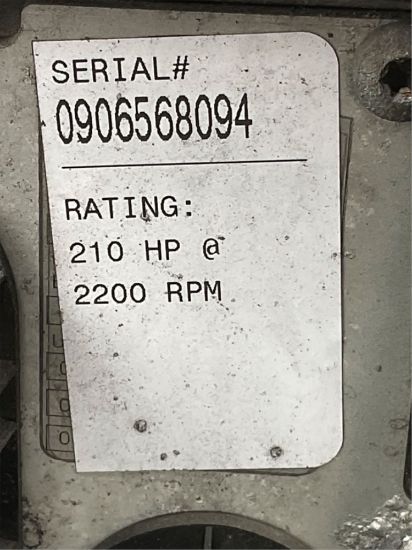 SERIAL#
0906568094
RATING:
210 HP @
2200 RPM